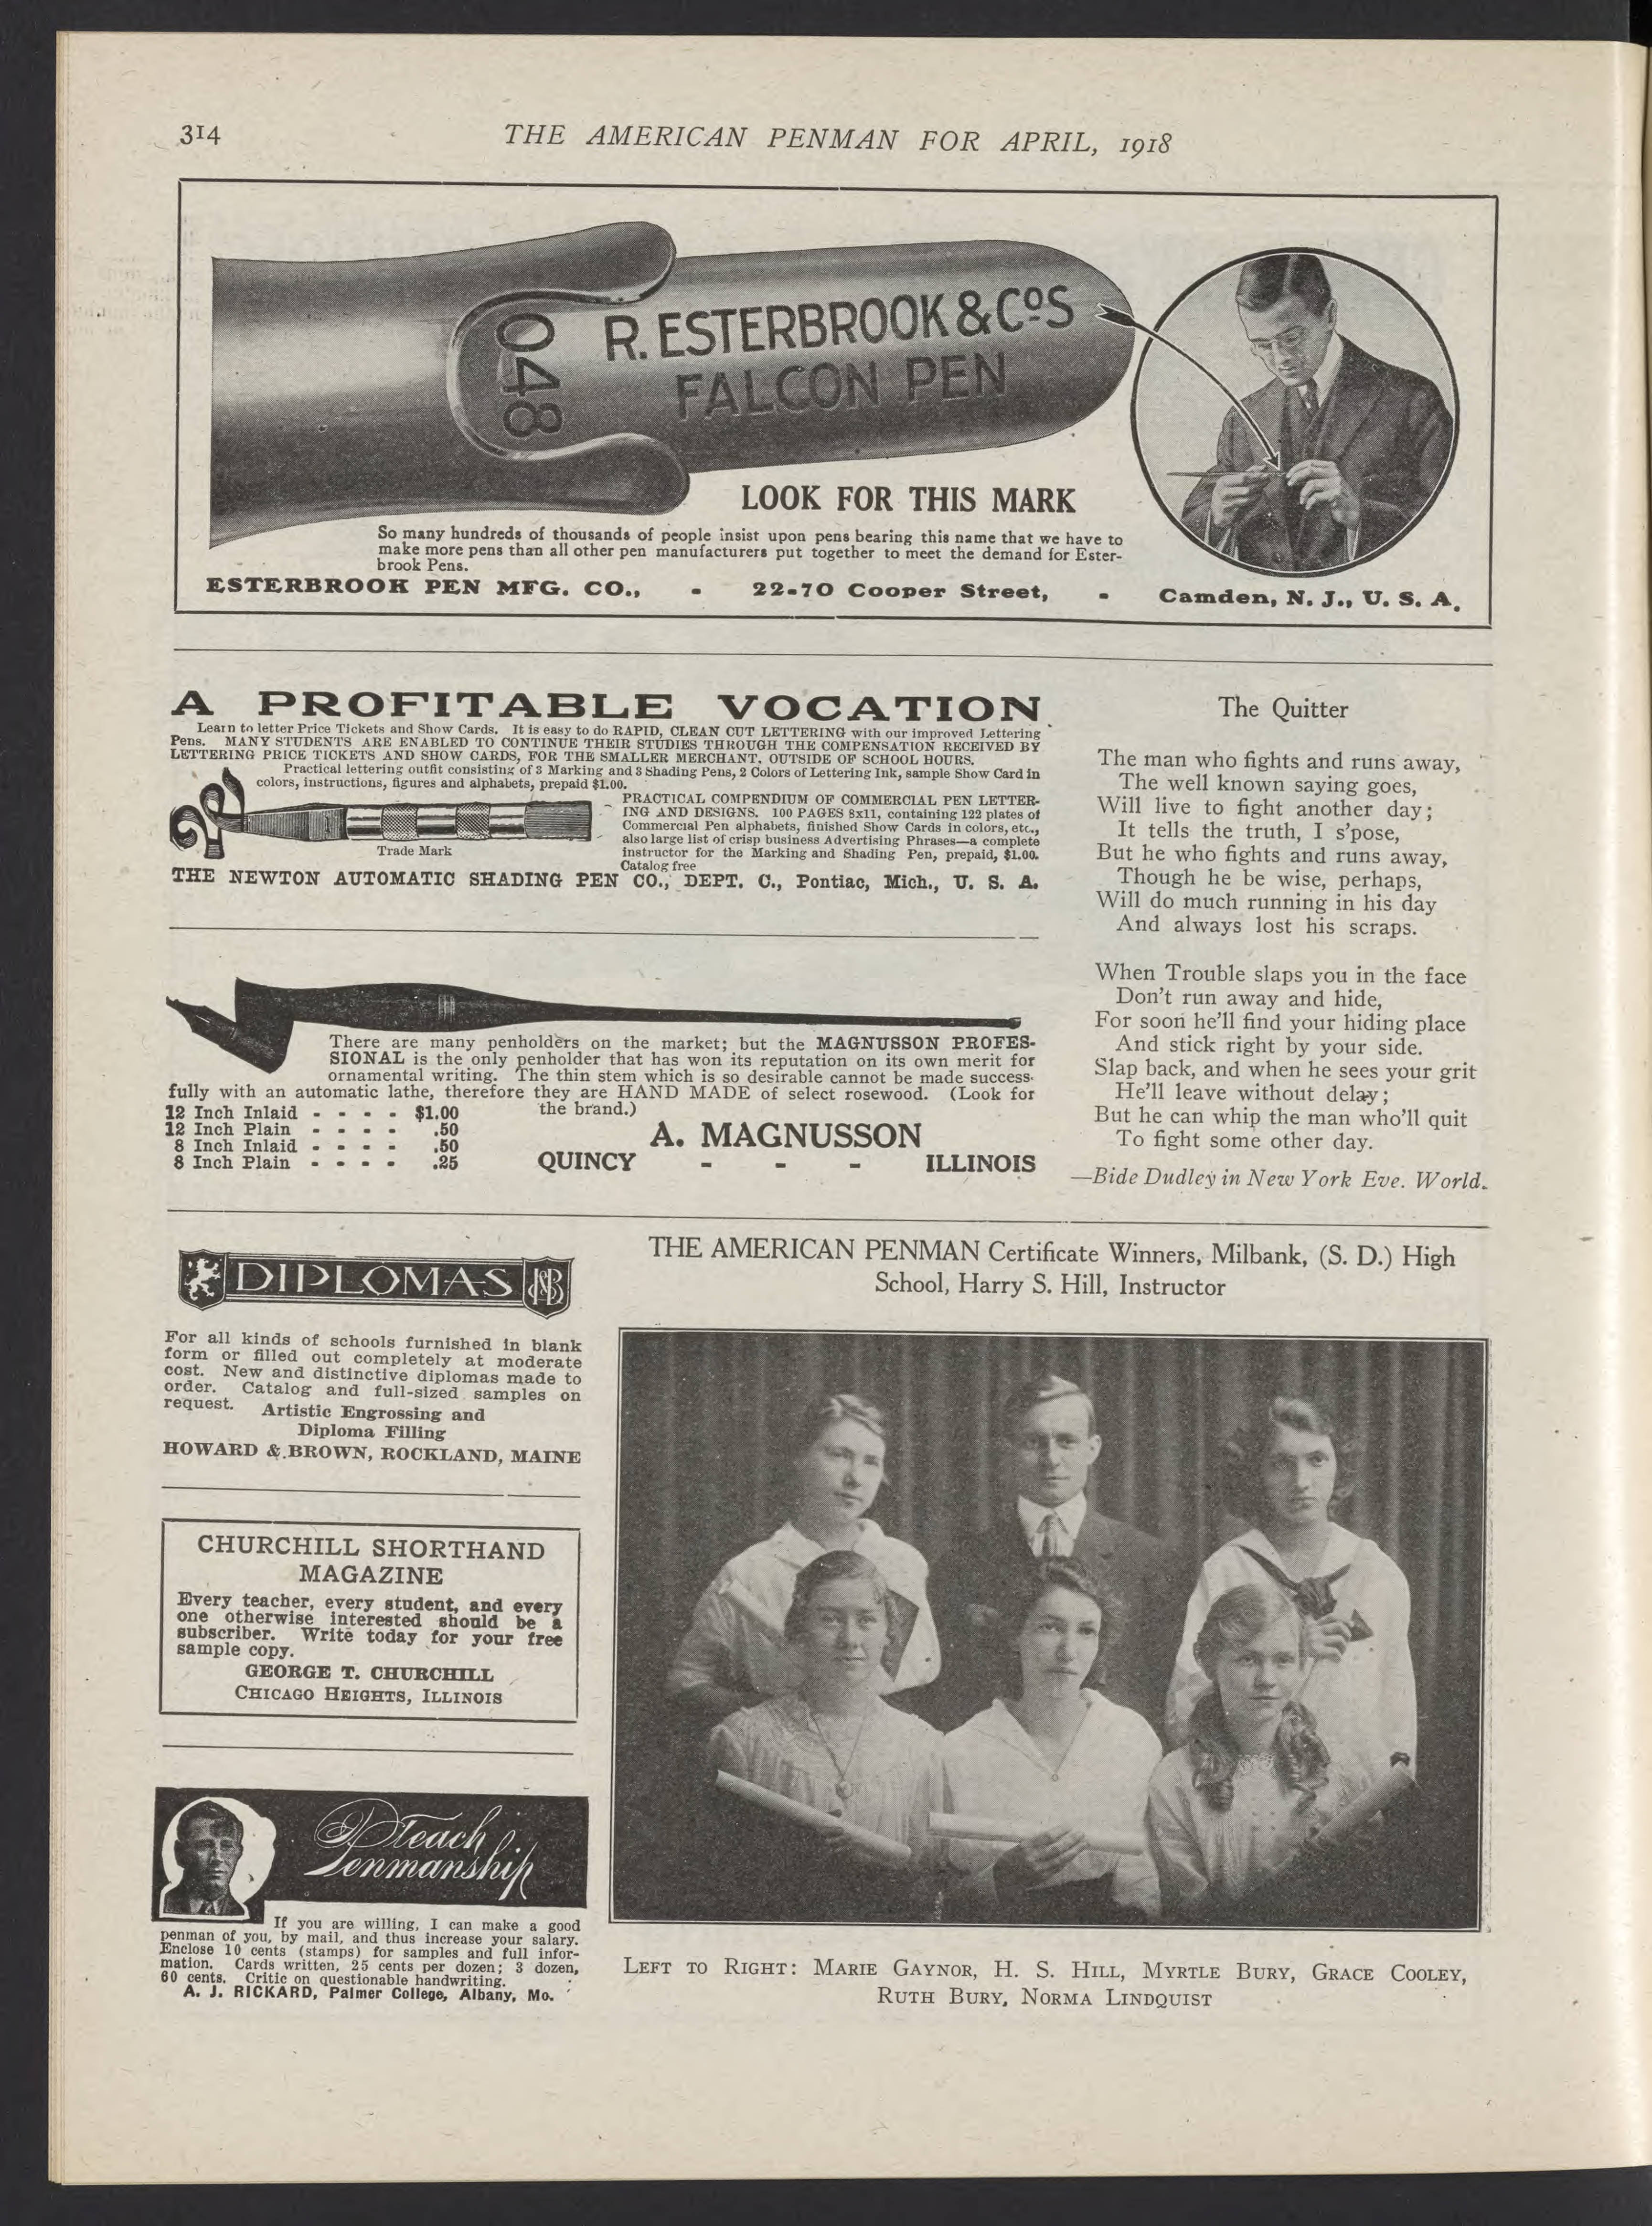 314
THE AMERICAN PENMAN FOR APRIL, 1918
048
R. ESTERBROOK & COS
FALCON PEN
LOOK FOR THIS MARK
So many hundreds of thousands of people insist upon pens bearing this name that we have to
make more pens than all other pen manufacturers put together to meet the demand for Ester-
brook Pens.
ESTERBROOK PEN MFG. CO., - 22-70 Cooper Street, - Camden, N. J., U. S. A.
A PROFITABLE VOCATION
Learn to letter Price Tickets and Show Cards. It is easy to do RAPID, CLEAN CUT LETTERING with our improved Lettering
Pens. MANY STUDENTS ARE ENABLED TO CONTINUE THEIR STUDIES THROUGH THE COMPENSATION RECEIVED BY
LETTERING PRICE TICKETS AND SHOW CARDS, FOR THE SMALLER MERCHANT, OUTSIDE OF SCHOOL HOURS.
Practical lettering outfit consisting of 3 Marking and 3 Shading Pens, 2 Colors of Lettering Ink, sample Show Card in
colors, instructions, figures and alphabets, prepaid $1.00.
PRACTICAL COMPENDIUM OF COMMERCIAL PEN LETTER-
ING AND DESIGNS. 100 PAGES 8x11, containing 122 plates of
Commercial Pen alphabets, finished Show Cards in colors, etc.,
also large list of crisp business Advertising Phrases—a complete
instructor for the Marking and Shading Pen, prepaid, $1.00.
Catalog free
1
Trade Mark
THE NEWTON AUTOMATIC SHADING PEN CO., DEPT. C., Pontiac, Mich., U. S. A.
There are many penholders on the market; but the MAGNUSSON PROFES-
SIONAL is the only penholder that has won its reputation on its own merit for
ornamental writing. The thin stem which is so desirable cannot be made success-
fully with an automatic lathe, therefore they are HAND MADE of select rosewood. (Look for
the brand.)
12 Inch Inlaid - - - - $1.00
12 Inch Plain - - - - .50
8 Inch Inlaid - - - - .50
8 Inch Plain - - - - .25
A. MAGNUSSON
QUINCY - - - ILLINOIS
The Quitter
The man who fights and runs away,
The well known saying goes,
Will live to fight another day;
It tells the truth, I s'pose,
But he who fights and runs away,
Though he be wise, perhaps,
Will do much running in his day
And always lost his scraps.
When Trouble slaps you in the face
Don't run away and hide,
For soon he'll find your hiding place
And stick right by your side.
Slap back, and when he sees your grit
He'll leave without delay;
But he can whip the man who'll quit
To fight some other day.
—Bide Dudley in New York Eve. World.
DIPLOMAS
For all kinds of schools furnished in blank
form or filled out completely at moderate
cost. New and distinctive diplomas made to
order. Catalog and full-sized samples on
request.
Artistic Engrossing and
Diploma Filling
HOWARD & BROWN, ROCKLAND, MAINE
CHURCHILL SHORTHAND
MAGAZINE
Every teacher, every student, and every
one otherwise interested should be a
subscriber. Write today for your free
sample copy.
GEORGE T. CHURCHILL
CHICAGO HEIGHTS, ILLINOIS
I Teach
Penmanship
If you are willing, I can make a good
penman of you, by mail, and thus increase your salary.
Enclose 10 cents (stamps) for samples and full infor-
mation. Cards written, 25 cents per dozen; 3 dozen,
60 cents. Critic on questionable handwriting.
A. J. RICKARD, Palmer College, Albany, Mo.
THE AMERICAN PENMAN Certificate Winners, Milbank, (S. D.) High
School, Harry S. Hill, Instructor
LEFT TO RIGHT: MARIE GAYNOR, H. S. HILL, MYRTLE BURY, GRACE COOLEY,
RUTH BURY, NORMA LINDQUIST